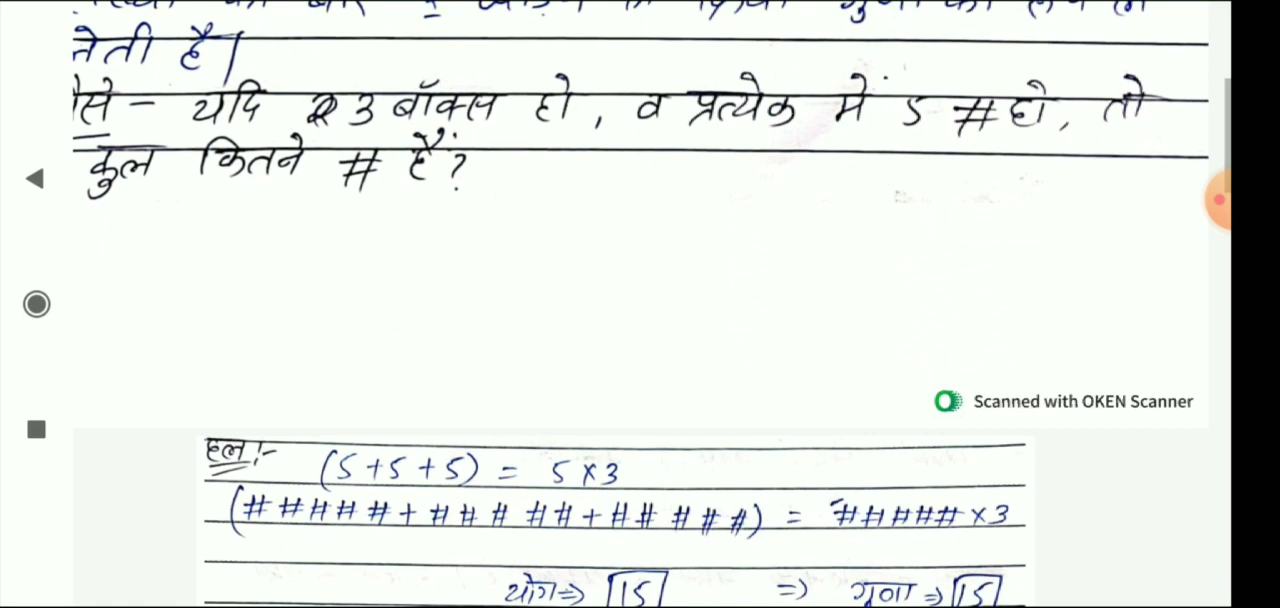 लेती है।
जैसे - यदि 3 बॉक्स हो, व प्रत्येक में 5 # हो, तो
कुल कितने # हैं?
Scanned with OKEN Scanner
हल:-
(5+5+5) = 5×3
(#####+#####+#####) = #####×3
योग⇒ 15 ⇒ गुणा⇒ 15